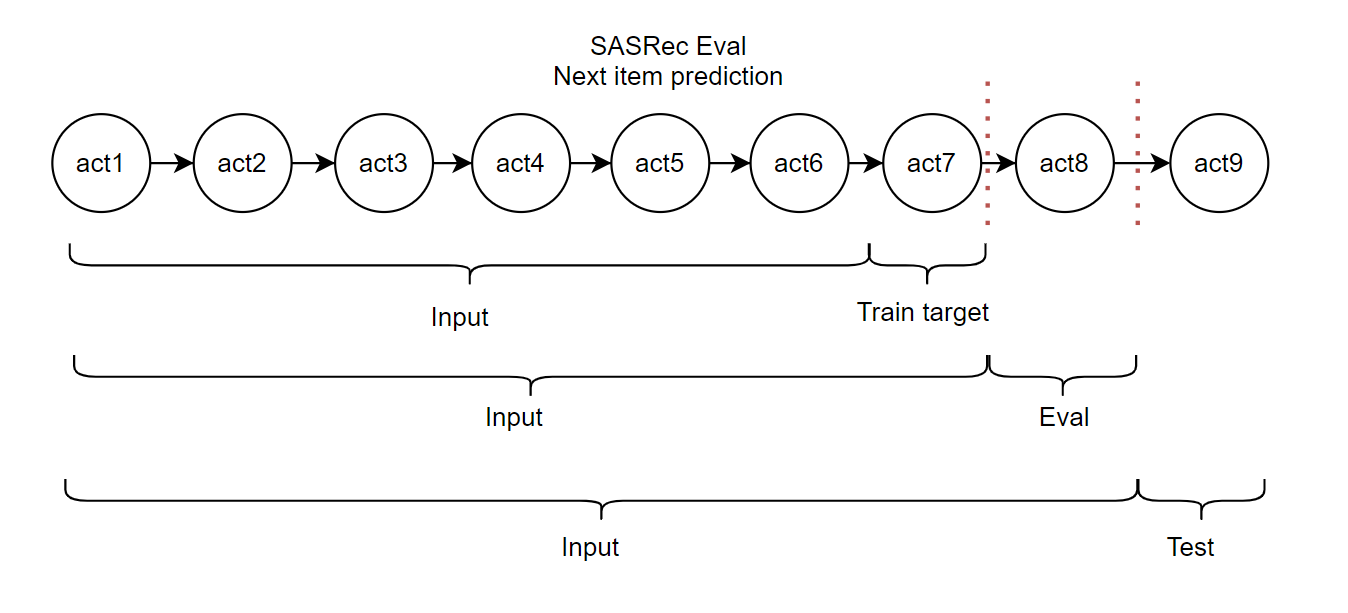 SASRec Eval
Next item prediction
act1
act2
act3
act4
act5
act6
act7
act8
act9
Input
Train target
Input
Eval
Input
Test